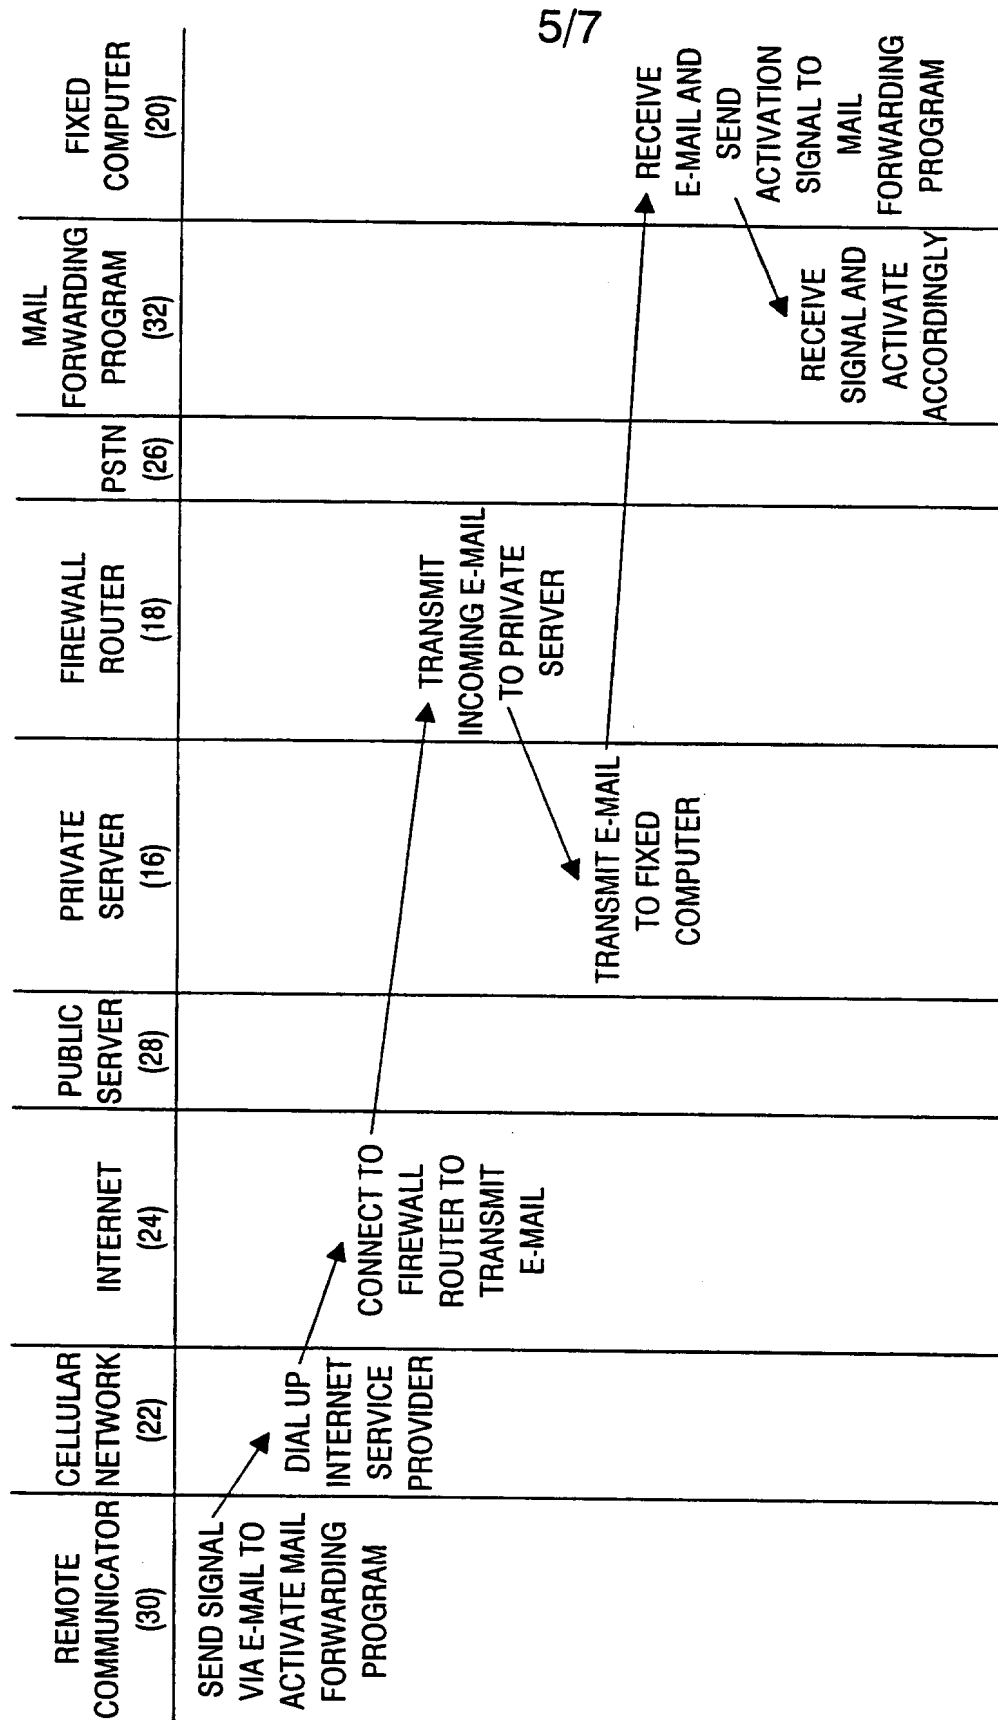 5/7
REMOTE
COMMUNICATOR
(30)
CELLULAR
NETWORK
(22)
INTERNET
(24)
PUBLIC
SERVER
(28)
PRIVATE
SERVER
(16)
FIREWALL
ROUTER
(18)
PSTN
(26)
MAIL
FORWARDING
PROGRAM
(32)
FIXED
COMPUTER
(20)
SEND SIGNAL
VIA E-MAIL TO
ACTIVATE MAIL
FORWARDING
PROGRAM
DIAL UP
INTERNET
SERVICE
PROVIDER
CONNECT TO
FIREWALL
ROUTER TO
TRANSMIT
E-MAIL
TRANSMIT
INCOMING E-MAIL
TO PRIVATE
SERVER
TRANSMIT E-MAIL
TO FIXED
COMPUTER
RECEIVE
E-MAIL AND
SEND
ACTIVATION
SIGNAL TO
MAIL
FORWARDING
PROGRAM
RECEIVE
SIGNAL AND
ACTIVATE
ACCORDINGLY